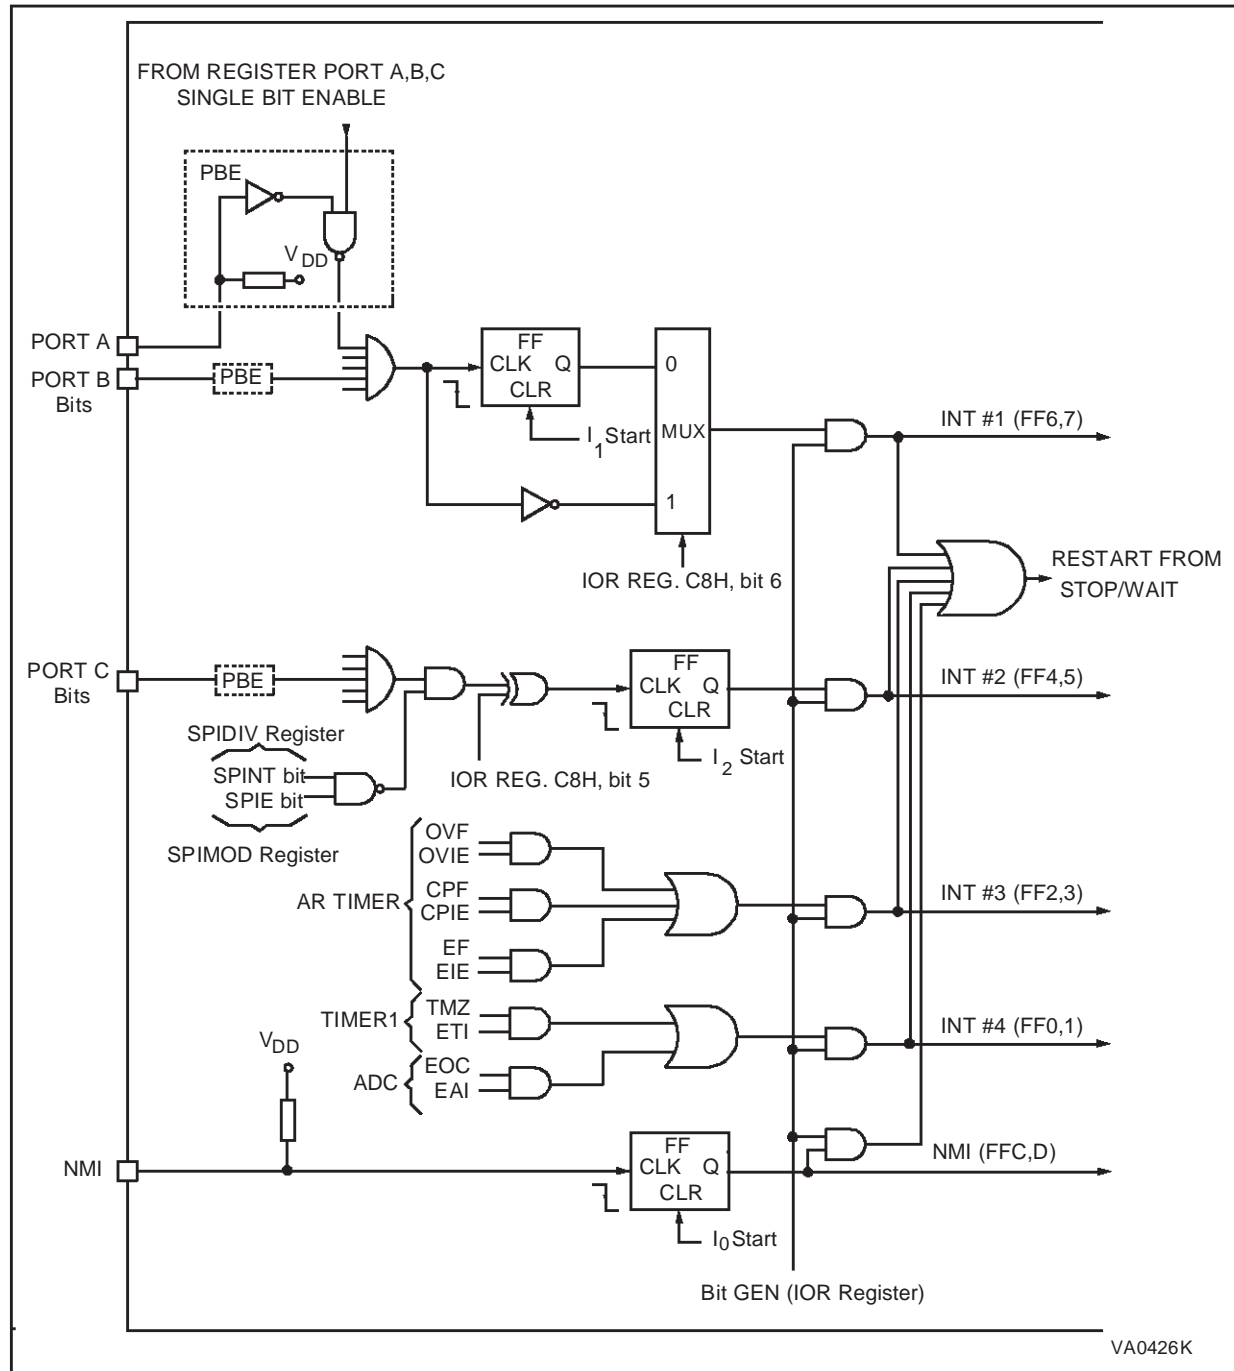 FROM REGISTER PORT A,B,C
SINGLE BIT ENABLE
PBE
VDD
PORT A
PORT B
Bits
PBE
FF
CLK Q
CLR
I1 Start
0
MUX
1
IOR REG. C8H, bit 6
INT #1 (FF6,7)
RESTART FROM
STOP/WAIT
PORT C
Bits
PBE
SPIDIV Register
SPINT bit
SPIE bit
SPIMOD Register
IOR REG. C8H, bit 5
FF
CLK Q
CLR
I2 Start
INT #2 (FF4,5)
AR TIMER
OVF
OVIE
CPF
CPIE
EF
EIE
INT #3 (FF2,3)
TIMER1
TMZ
ETI
ADC
EOC
EAI
INT #4 (FF0,1)
VDD
NMI
FF
CLK Q
CLR
I0 Start
NMI (FFC,D)
Bit GEN (IOR Register)
VA0426K